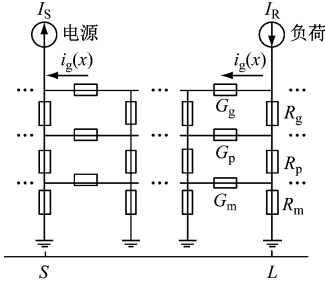 I_S 电源 I_R 负荷
i_g(x) i_g(x)
... ... ...
G_g R_g
... ... ...
G_p R_p
... ... ...
G_m R_m
S L